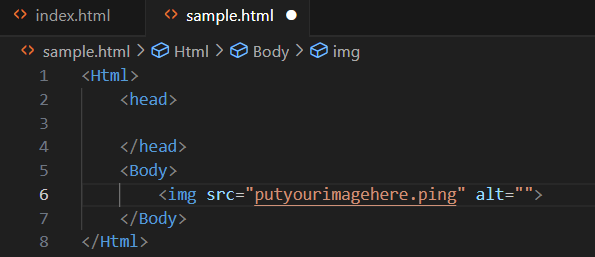 index.html sample.html
sample.html > Html > Body > img
1 <Html>
2 <head>
3
4 </head>
5 <Body>
6 <img src="putyourimagehere.ping" alt="">
7 </Body>
8 </Html>